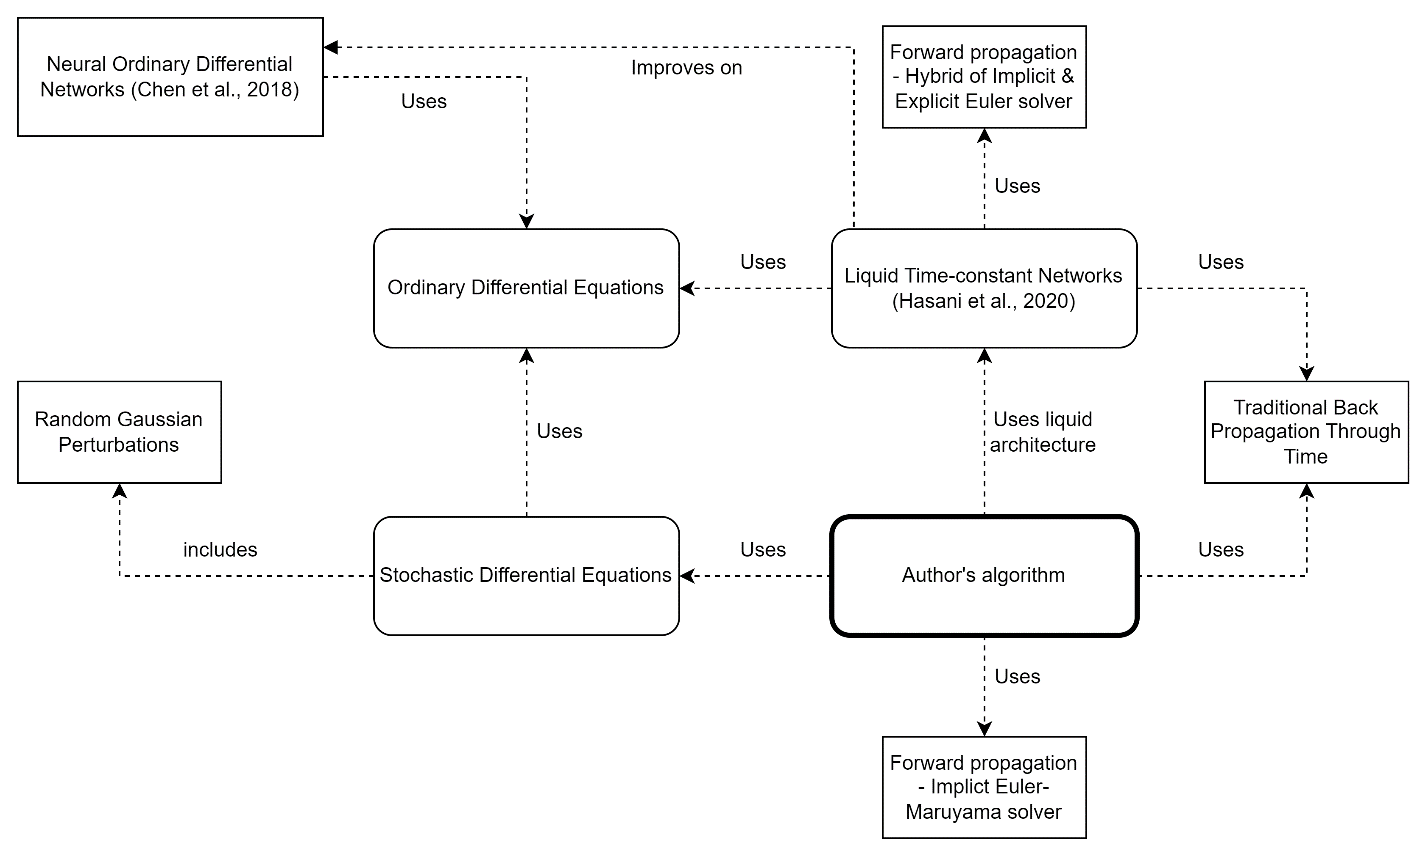 Neural Ordinary Differential
Networks (Chen et al., 2018)
Improves on
Uses
Forward propagation
- Hybrid of Implicit &
Explicit Euler solver
Uses
Ordinary Differential Equations
Uses
Liquid Time-constant Networks
(Hasani et al., 2020)
Uses
Random Gaussian
Perturbations
Uses
Uses liquid
architecture
Traditional Back
Propagation Through
Time
includes
Stochastic Differential Equations
Uses
Author's algorithm
Uses
Uses
Forward propagation
- Implict Euler-
Maruyama solver